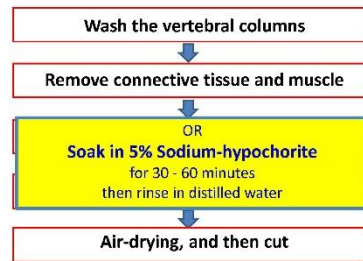 Wash the vertebral columns
Remove connective tissue and muscle
OR
Soak in 5% Sodium-hypochorite
for 30 - 60 minutes
then rinse in distilled water
Air-drying, and then cut